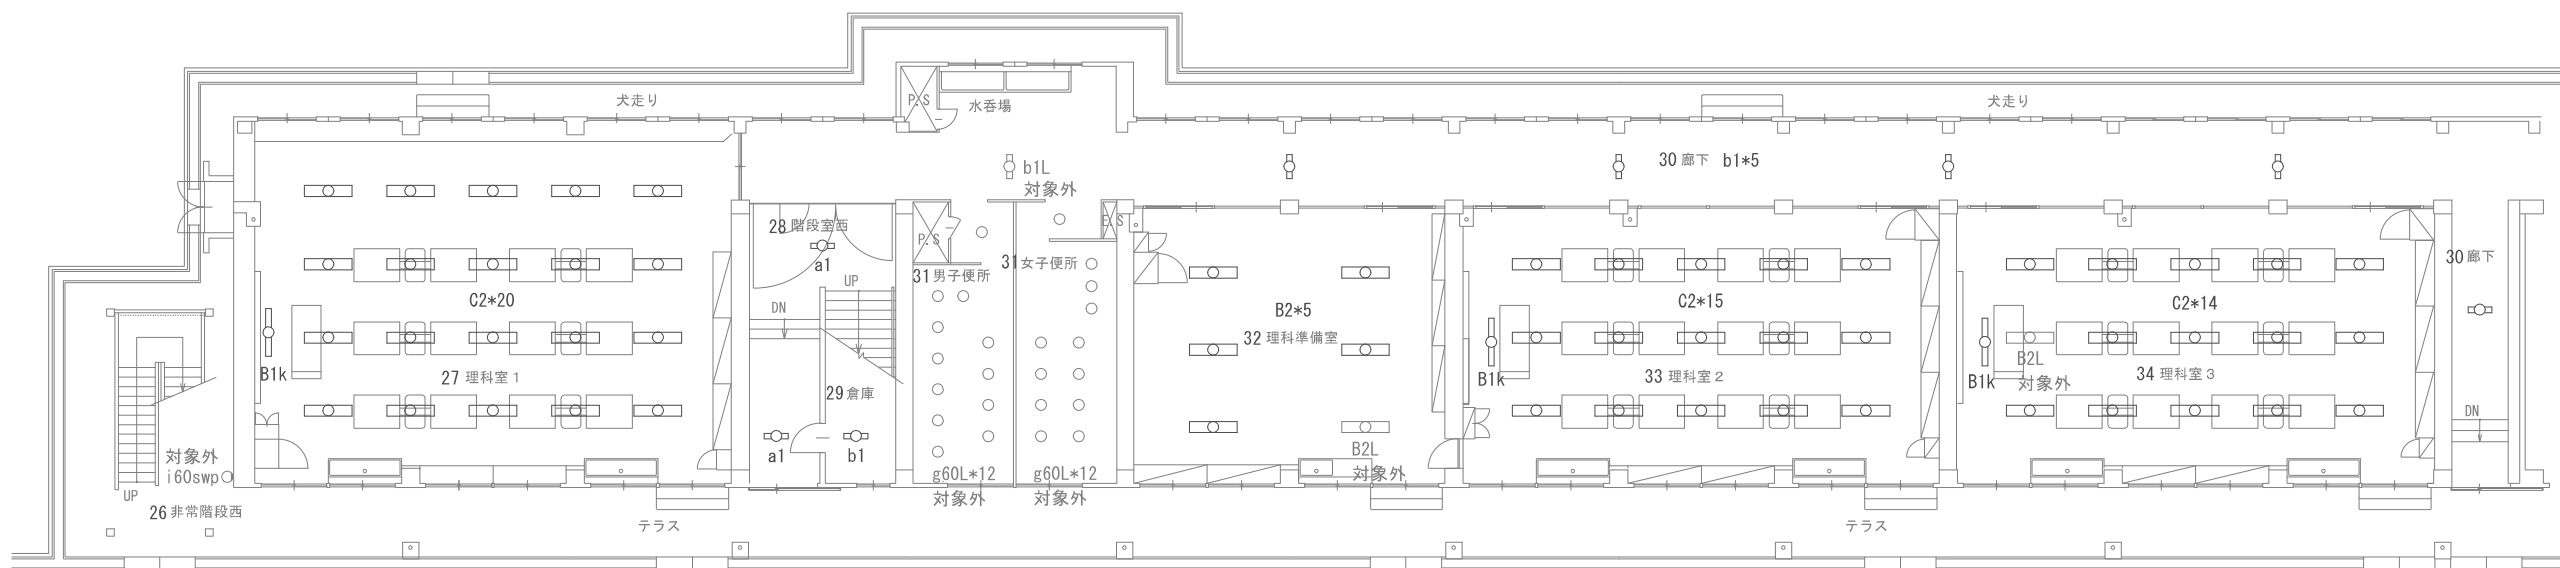 犬走り
P.S
水呑場
犬走り
b1L
対象外
30 廊下 b1*5
28 階段室西
a1
P.S
E.S
31 男子便所
31 女子便所
UP
DN
C2*20
B2*5
32 理科準備室
C2*15
C2*14
30 廊下
B1k
27 理科室1
29 倉庫
B1k
33 理科室2
B1k
B2L
対象外
34 理科室3
DN
a1
b1
B2L
対象外
g60L*12
対象外
g60L*12
対象外
対象外
i60swp
UP
26 非常階段西
テラス
テラス